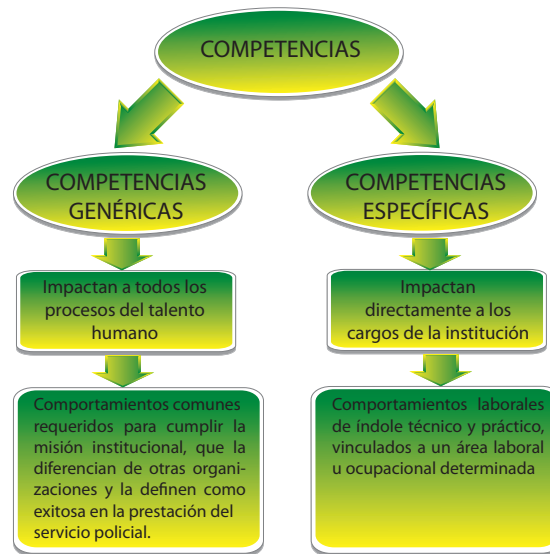 COMPETENCIAS
COMPETENCIAS
GENÉRICAS
Impactan a todos los
procesos del talento
humano
Comportamientos comunes
requeridos para cumplir la
misión institucional, que la
diferencian de otras organi-
zaciones y la definen como
exitosa en la prestación del
servicio policial.
COMPETENCIAS
ESPECÍFICAS
Impactan
directamente a los
cargos de la institución
Comportamientos laborales
de índole técnico y práctico,
vinculados a un área laboral
u ocupacional determinada